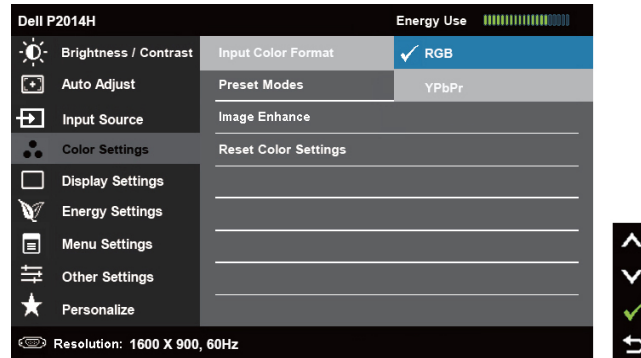 Dell P2014H Energy Use
Brightness / Contrast Input Color Format RGB
Auto Adjust Preset Modes YPbPr
Input Source Image Enhance
Color Settings Reset Color Settings
Display Settings
Energy Settings
Menu Settings
Other Settings
Personalize
Resolution: 1600 X 900, 60Hz